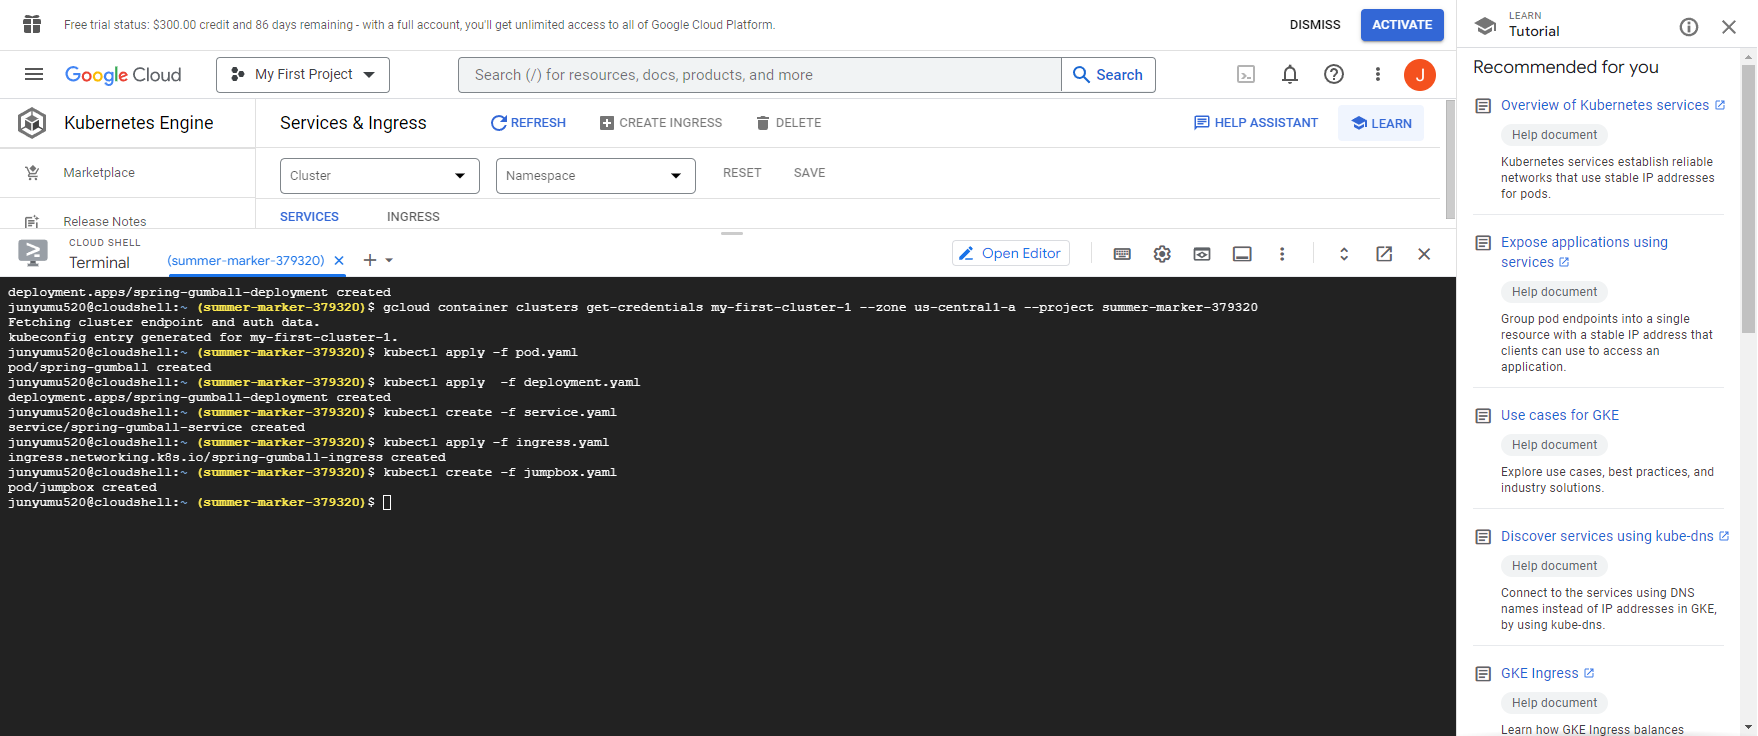 Free trial status: $300.00 credit and 86 days remaining - with a full account, you'll get unlimited access to all of Google Cloud Platform.
DISMISS
ACTIVATE
Google Cloud
My First Project
Search (/) for resources, docs, products, and more
Search
J
Kubernetes Engine
Services & Ingress
REFRESH
CREATE INGRESS
DELETE
HELP ASSISTANT
LEARN
Marketplace
Release Notes
Cluster
Namespace
RESET
SAVE
SERVICES
INGRESS
CLOUD SHELL
Terminal
(summer-marker-379320)
Open Editor
deployment.apps/spring-gumball-deployment created
junyumu520@cloudshell:~ (summer-marker-379320)$ gcloud container clusters get-credentials my-first-cluster-1 --zone us-central1-a --project summer-marker-379320
Fetching cluster endpoint and auth data.
kubeconfig entry generated for my-first-cluster-1.
junyumu520@cloudshell:~ (summer-marker-379320)$ kubectl apply -f pod.yaml
pod/spring-gumball created
junyumu520@cloudshell:~ (summer-marker-379320)$ kubectl apply  -f deployment.yaml
deployment.apps/spring-gumball-deployment created
junyumu520@cloudshell:~ (summer-marker-379320)$ kubectl create -f service.yaml
service/spring-gumball-service created
junyumu520@cloudshell:~ (summer-marker-379320)$ kubectl apply -f ingress.yaml
ingress.networking.k8s.io/spring-gumball-ingress created
junyumu520@cloudshell:~ (summer-marker-379320)$ kubectl create -f jumpbox.yaml
pod/jumpbox created
junyumu520@cloudshell:~ (summer-marker-379320)$
LEARN
Tutorial
Recommended for you
Overview of Kubernetes services
Help document
Kubernetes services establish reliable
networks that use stable IP addresses
for pods.
Expose applications using
services
Help document
Group pod endpoints into a single
resource with a stable IP address that
clients can use to access an
application.
Use cases for GKE
Help document
Explore use cases, best practices, and
industry solutions.
Discover services using kube-dns
Help document
Connect to the services using DNS
names instead of IP addresses in GKE,
by using kube-dns.
GKE Ingress
Help document
Learn how GKE Ingress balances